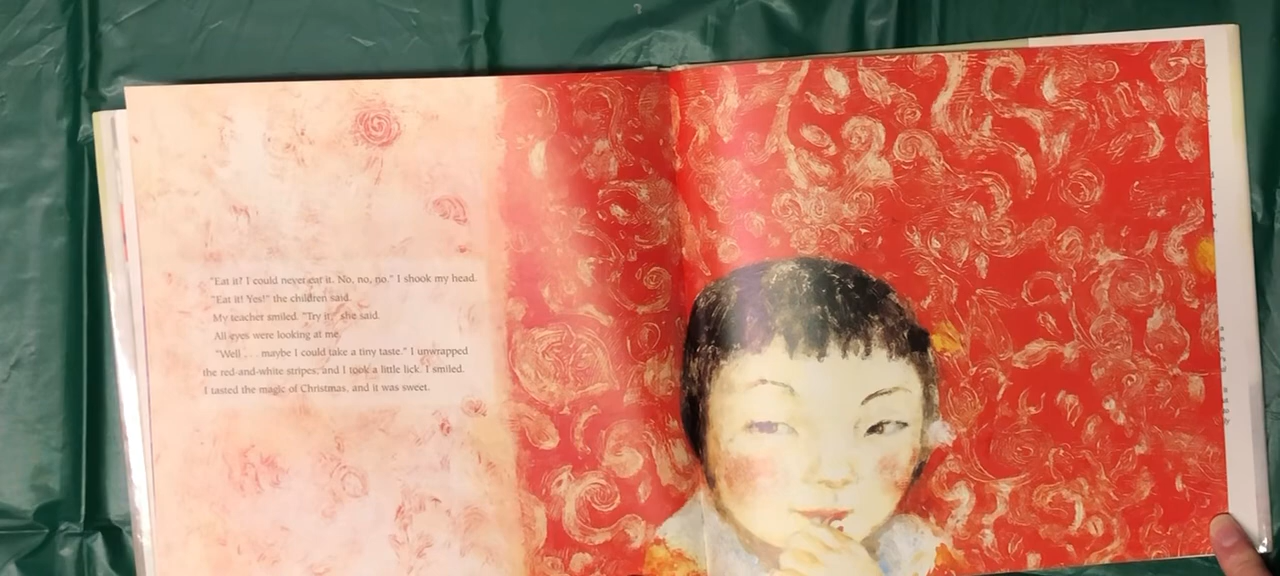 "Eat it? I could never eat it. No, no, no." I shook my head.
"Eat it! Yes!" the children said.
My teacher smiled. "Try it," she said.
All eyes were looking at me.
"Well . . . maybe I could take a tiny taste." I unwrapped
the red-and-white stripes, and I took a little lick. I smiled.
I tasted the magic of Christmas, and it was sweet.